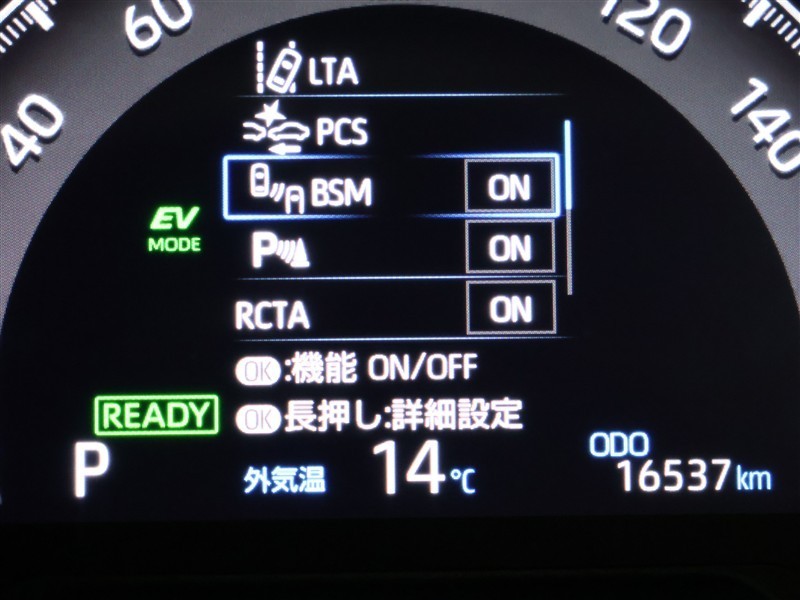 60
120
40
140
LTA
PCS
BSM ON
EV
MODE
P ON
RCTA ON
OK:機能 ON/OFF
READY
OK長押し:詳細設定
P
外気温 14℃
ODO
16537km